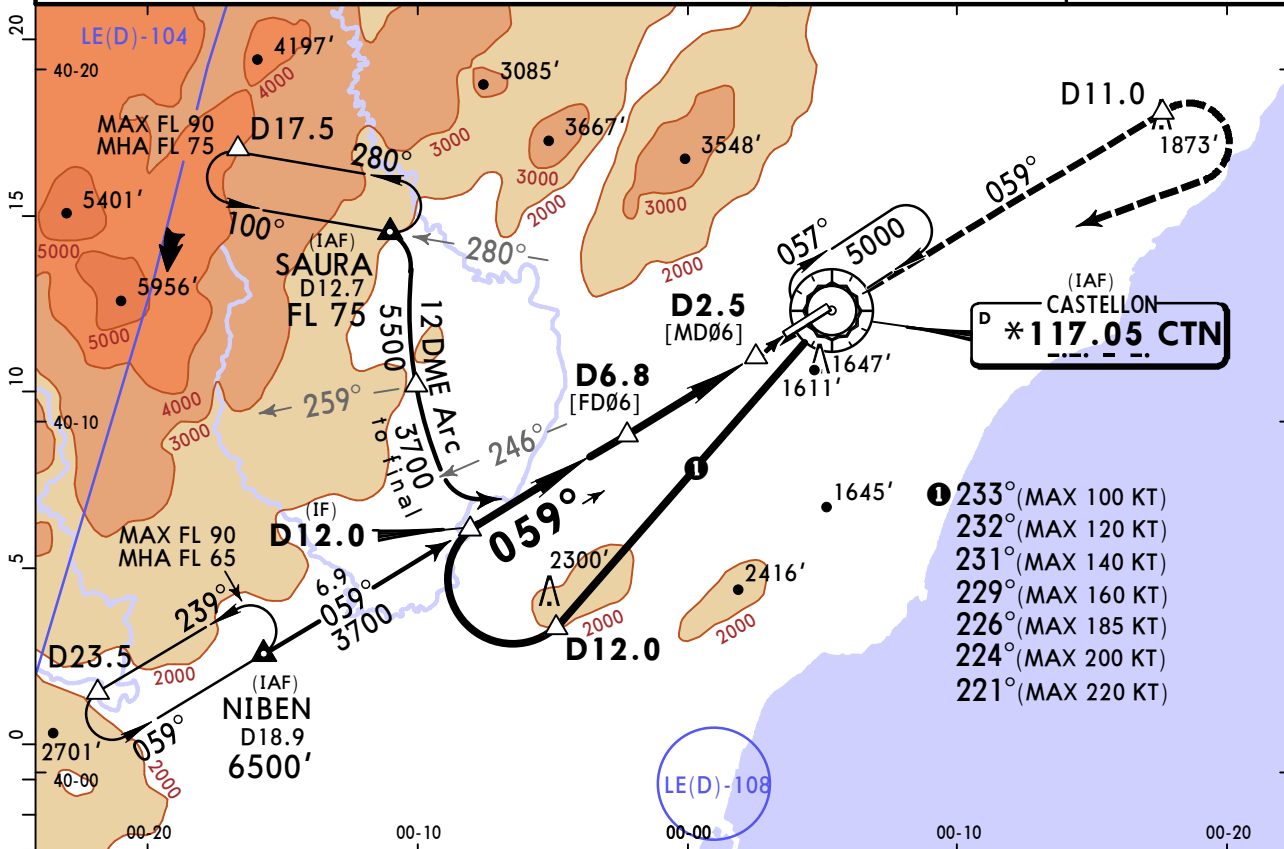 20
15
10
5
0
40-20
40-10
40-00
00-20
00-10
00-00
00-10
00-20
LE(D)-104
4197'
4000
3085'
3000
3667'
3000
2000
3548'
3000
2000
D11.0
1873'
059°
MAX FL 90
MHA FL 75
D17.5
280°
100°
5401'
5000
5956'
5000
4000
3000
(IAF)
SAURA
D12.7
FL 75
280°
12 DME Arc
to final
5500
3700
259°
246°
057°
5000
D2.5
[MDØ6]
1647'
1611'
(IAF)
CASTELLON
D
*117.05 CTN
D6.8
[FDØ6]
(IF)
D12.0
059°
1
1645'
2300'
2000
2416'
2000
D12.0
MAX FL 90
MHA FL 65
239°
6.9
059°
3700
D23.5
2000
059°
(IAF)
NIBEN
D18.9
6500'
2701'
2000
LE(D)-108
1 233° (MAX 100 KT)
232° (MAX 120 KT)
231° (MAX 140 KT)
229° (MAX 160 KT)
226° (MAX 185 KT)
224° (MAX 200 KT)
221° (MAX 220 KT)